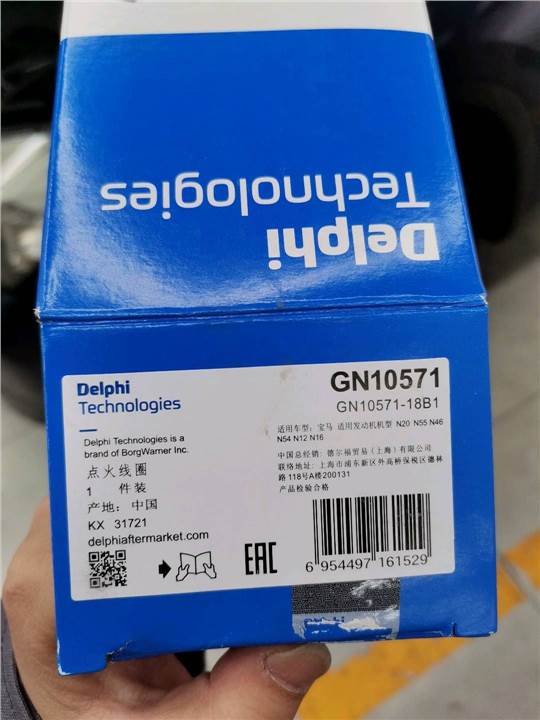 Delphi
Technologies
Delphi
Technologies
GN10571
GN10571-18B1
Delphi Technologies is a
brand of BorgWarner Inc.
点火线圈
1 件装
产地: 中国
KX 31721
delphiaftermarket.com
适用车型: 宝马 适用发动机机型 N20 N55 N46
N54 N12 N16
中国总经销: 德尔福贸易 (上海) 有限公司
联络地址: 上海市浦东新区外高桥保税区德林
路 118号A楼200131
产品检验合格
EAC
6 954497 161529
Delphi